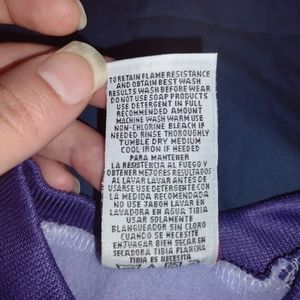 TO RETAIN FLAME RESISTANCE
AND OBTAIN BEST WASH
RESULTS WASH BEFORE WEAR
DO NOT USE SOAP PRODUCTS
USE DETERGENT IN FULL
RECOMMENDED AMOUNT
MACHINE WASH WARM USE
NON-CHLORINE BLEACH IF
NEEDED RINSE THOROUGHLY
TUMBLE DRY MEDIUM
COOL IRON IF NEEDED
PARA MANTENER
LA RESISTENCIA AL FUEGO Y
OBTENER MEJORES RESULTADOS
AL LAVAR LAVAR ANTES DE
USARSE USE DETERGENTE EN
LA MEDIDA RECOMENDADA
NO USE JABON LAVAR EN
LAVADORA EN AGUA TIBIA
USAR SOLAMENTE
BLANQUEADOR SIN CLORO
CUANDO SE NECESITE
ENJUAGAR BIEN SECAR EN
SECADORA TIBIA PLANCHA
TIBIA ES NECESITA